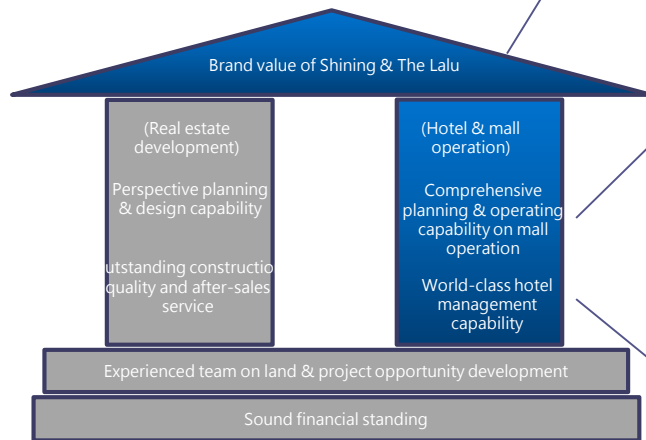 Brand value of Shining & The Lalu
(Real estate
development)
Perspective planning
& design capability
utstanding constructio
quality and after-sales
service
(Hotel & mall
operation)
Comprehensive
planning & operating
capability on mall
operation
World-class hotel
management
capability
Experienced team on land & project opportunity development
Sound financial standing